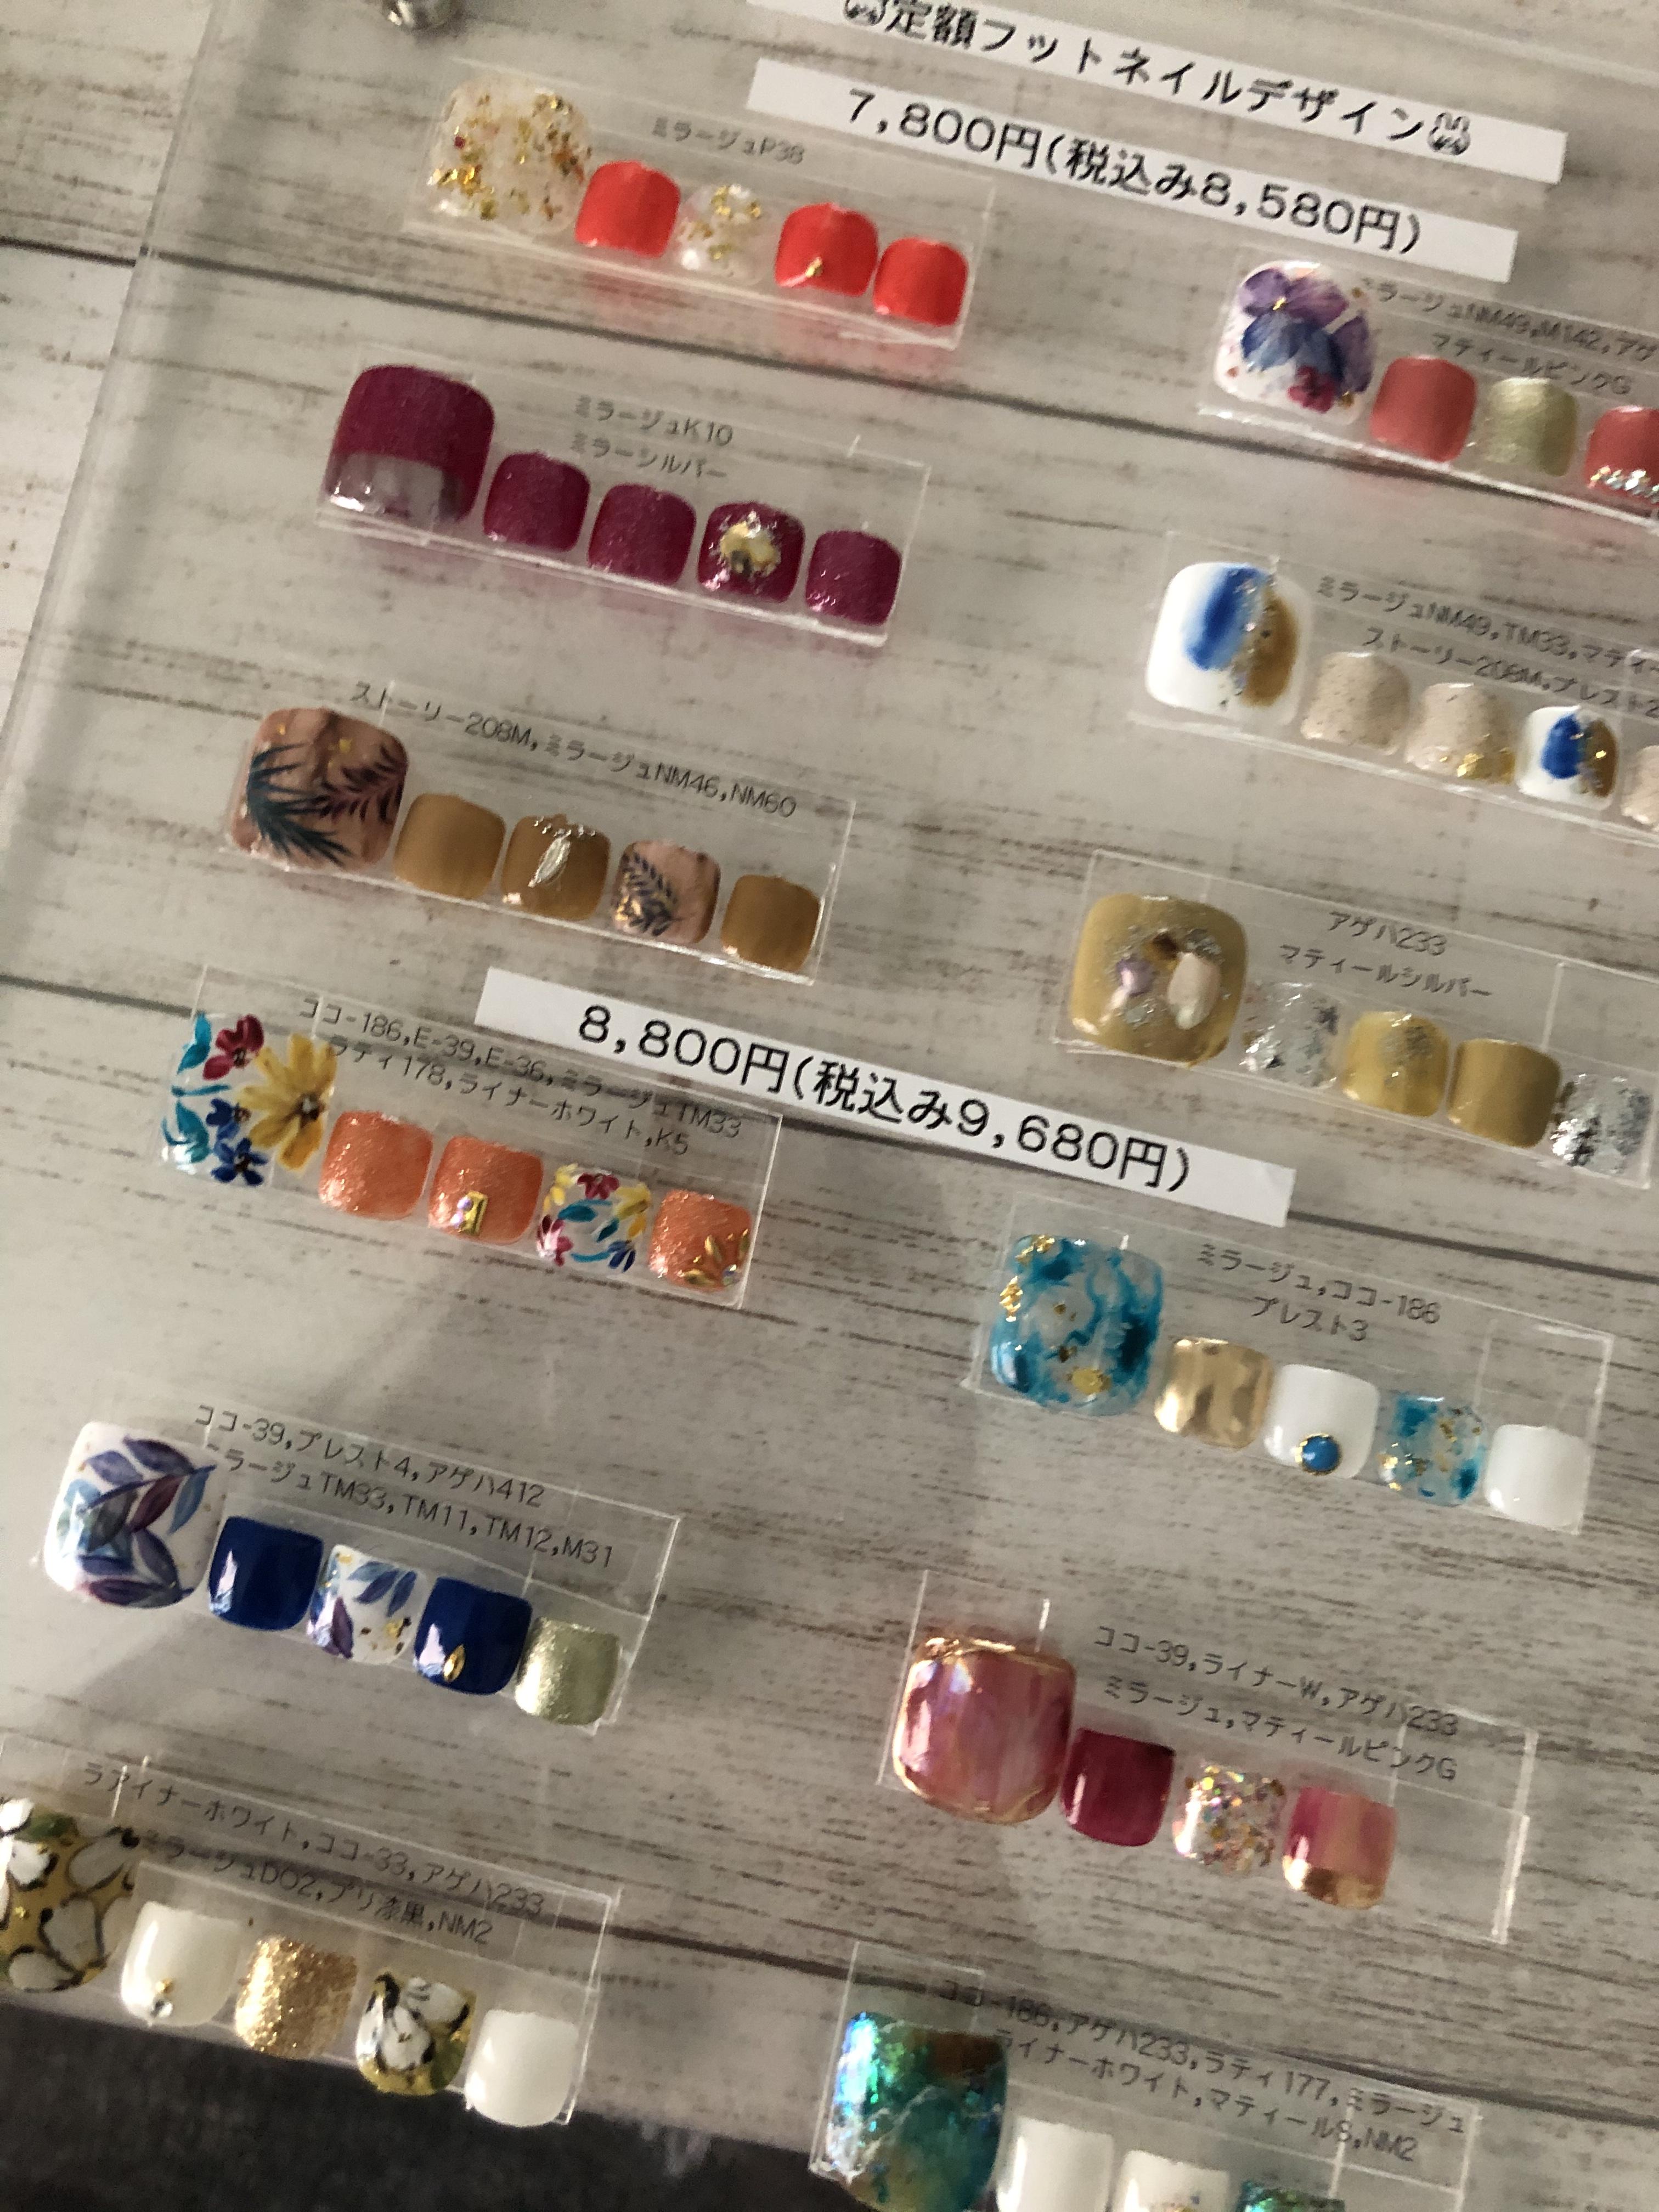 定額フットネイルデザイン
7,800円(税込み8,580円)
ミラージュP38
ミラージュNM49,M142,アゲ
マティールピンクG
ミラージュK10
ミラーシルバー
ミラージュNM49,TM33,マティー
ストーリー208M,プレスト2
ストーリー208M,ミラージュNM46,NM60
アゲハ233
マティールシルバー
8,800円(税込み9,680円)
ココ-186,E-39,E-36,ミラージュTM33
ラティ178,ライナーホワイト,K5
ミラージュ,ココ-186
プレスト3
ココ-39,プレスト4,アゲハ412
ミラージュTM33,TM11,TM12,M31
ココ-39,ライナーW,アゲハ233
ミラージュ,マティールピンクG
ラアイナーホワイト,ココ-33,アゲハ233
ミラージュDO2,プリ漆黒,NM2
ココ-186,アゲハ233,ラティ177,ミラージュ
ライナーホワイト,マティールS,NM2